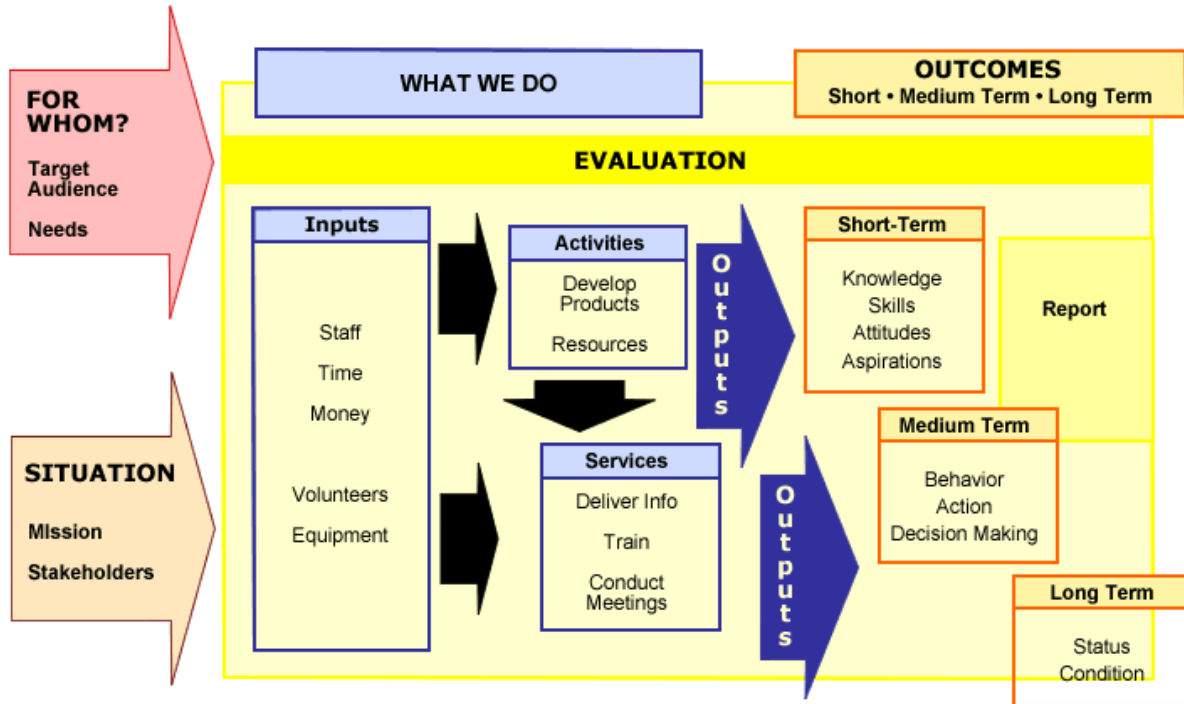 FOR
WHOM?
Target
Audience
Needs
SITUATION
MIssion
Stakeholders
WHAT WE DO
OUTCOMES
Short • Medium Term • Long Term
EVALUATION
Inputs
Staff
Time
Money
Volunteers
Equipment
Activities
Develop
Products
Resources
Services
Deliver Info
Train
Conduct
Meetings
Outputs
Outputs
Short-Term
Knowledge
Skills
Attitudes
Aspirations
Report
Medium Term
Behavior
Action
Decision Making
Long Term
Status
Condition